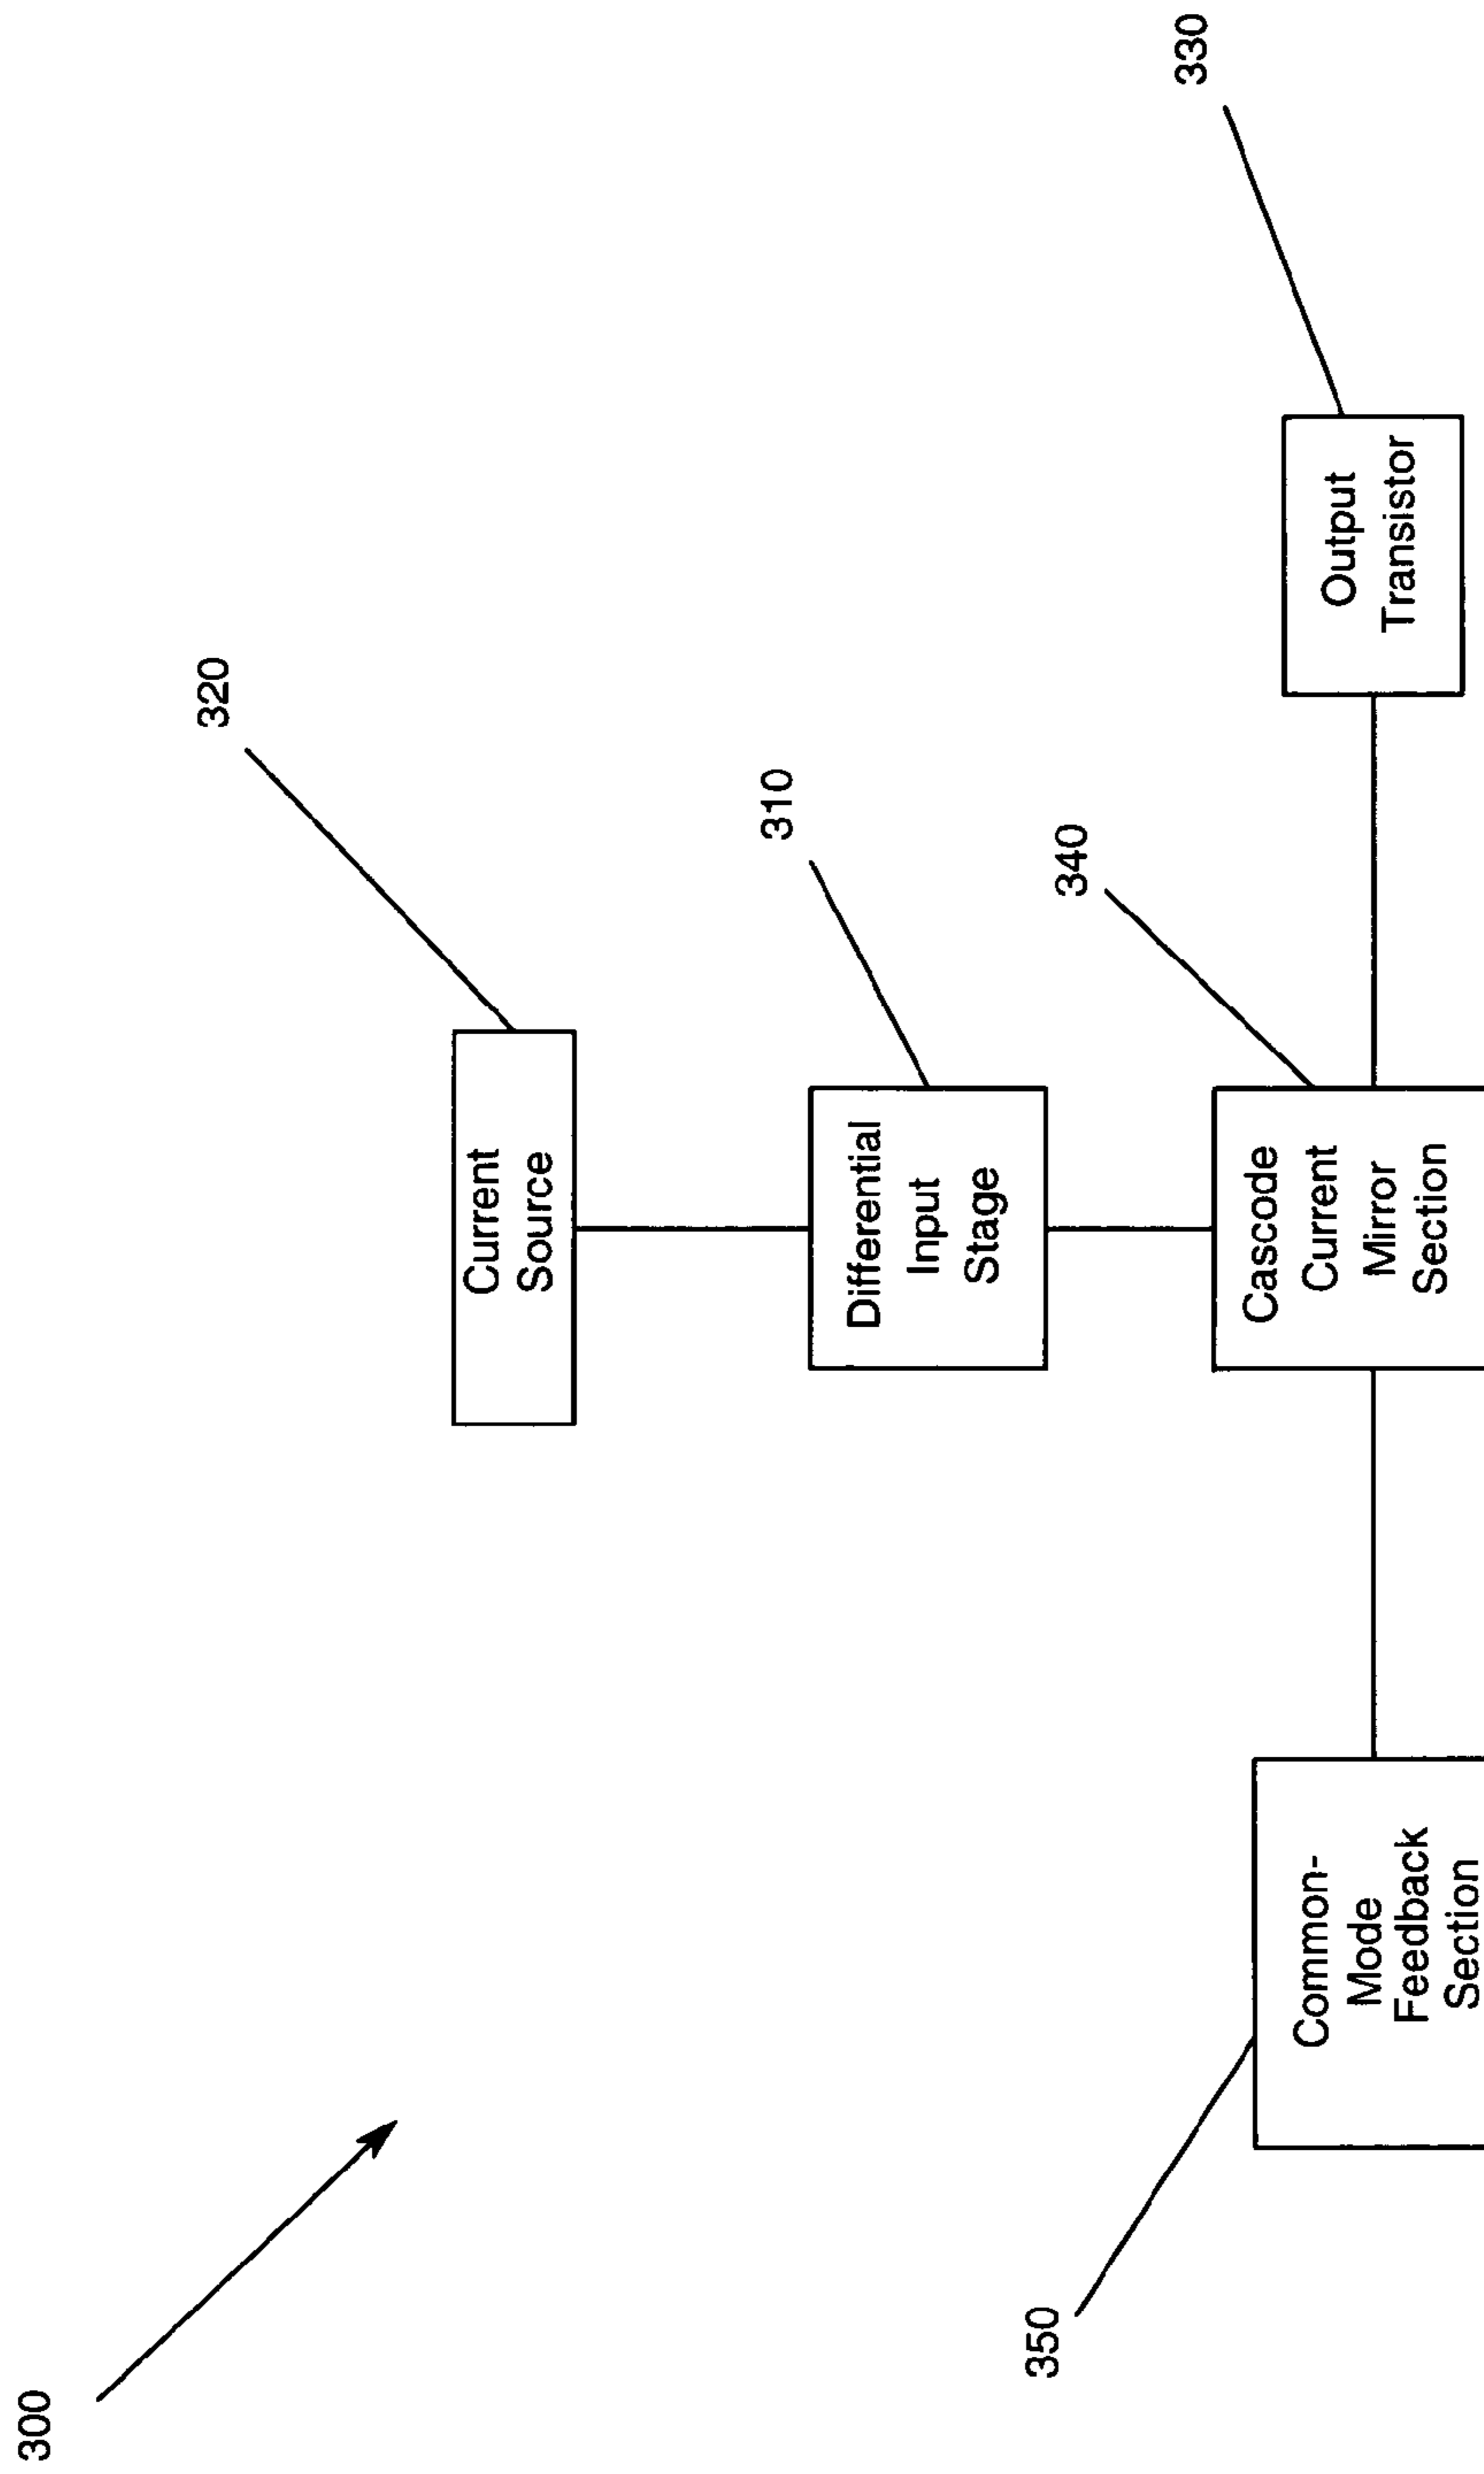 300
320
Current
Source
310
Differential
Input
Stage
350
340
330
Common-
Mode
Feedback
Section
Cascode
Current
Mirror
Section
Output
Transistor